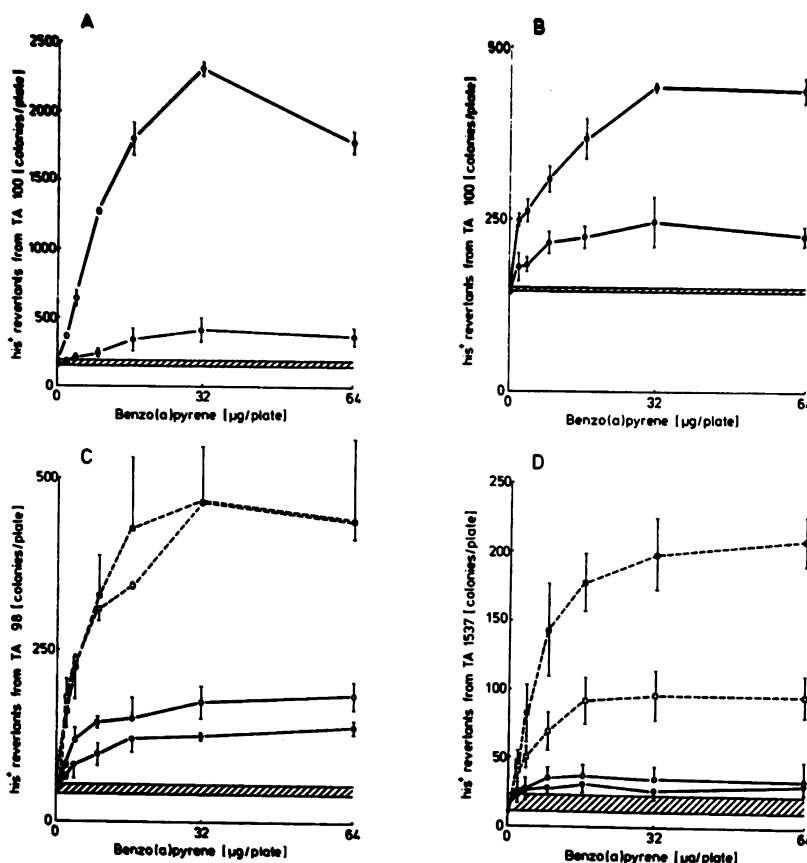 A
his⁺ revertants from TA 100 [colonies/plate]
2500
2000
1500
1000
500
0
0
32
64
Benzo(a)pyrene [µg/plate]
B
his⁺ revertants from TA 100 [colonies/plate]
500
250
0
0
32
64
Benzo(a)pyrene [µg/plate]
C
his⁺ revertants from TA 98 [colonies/plate]
500
250
0
0
32
64
Benzo(a)pyrene [µg/plate]
D
his⁺ revertants from TA 1537 [colonies/plate]
250
200
150
100
50
0
0
32
64
Benzo(a)pyrene [µg/plate]